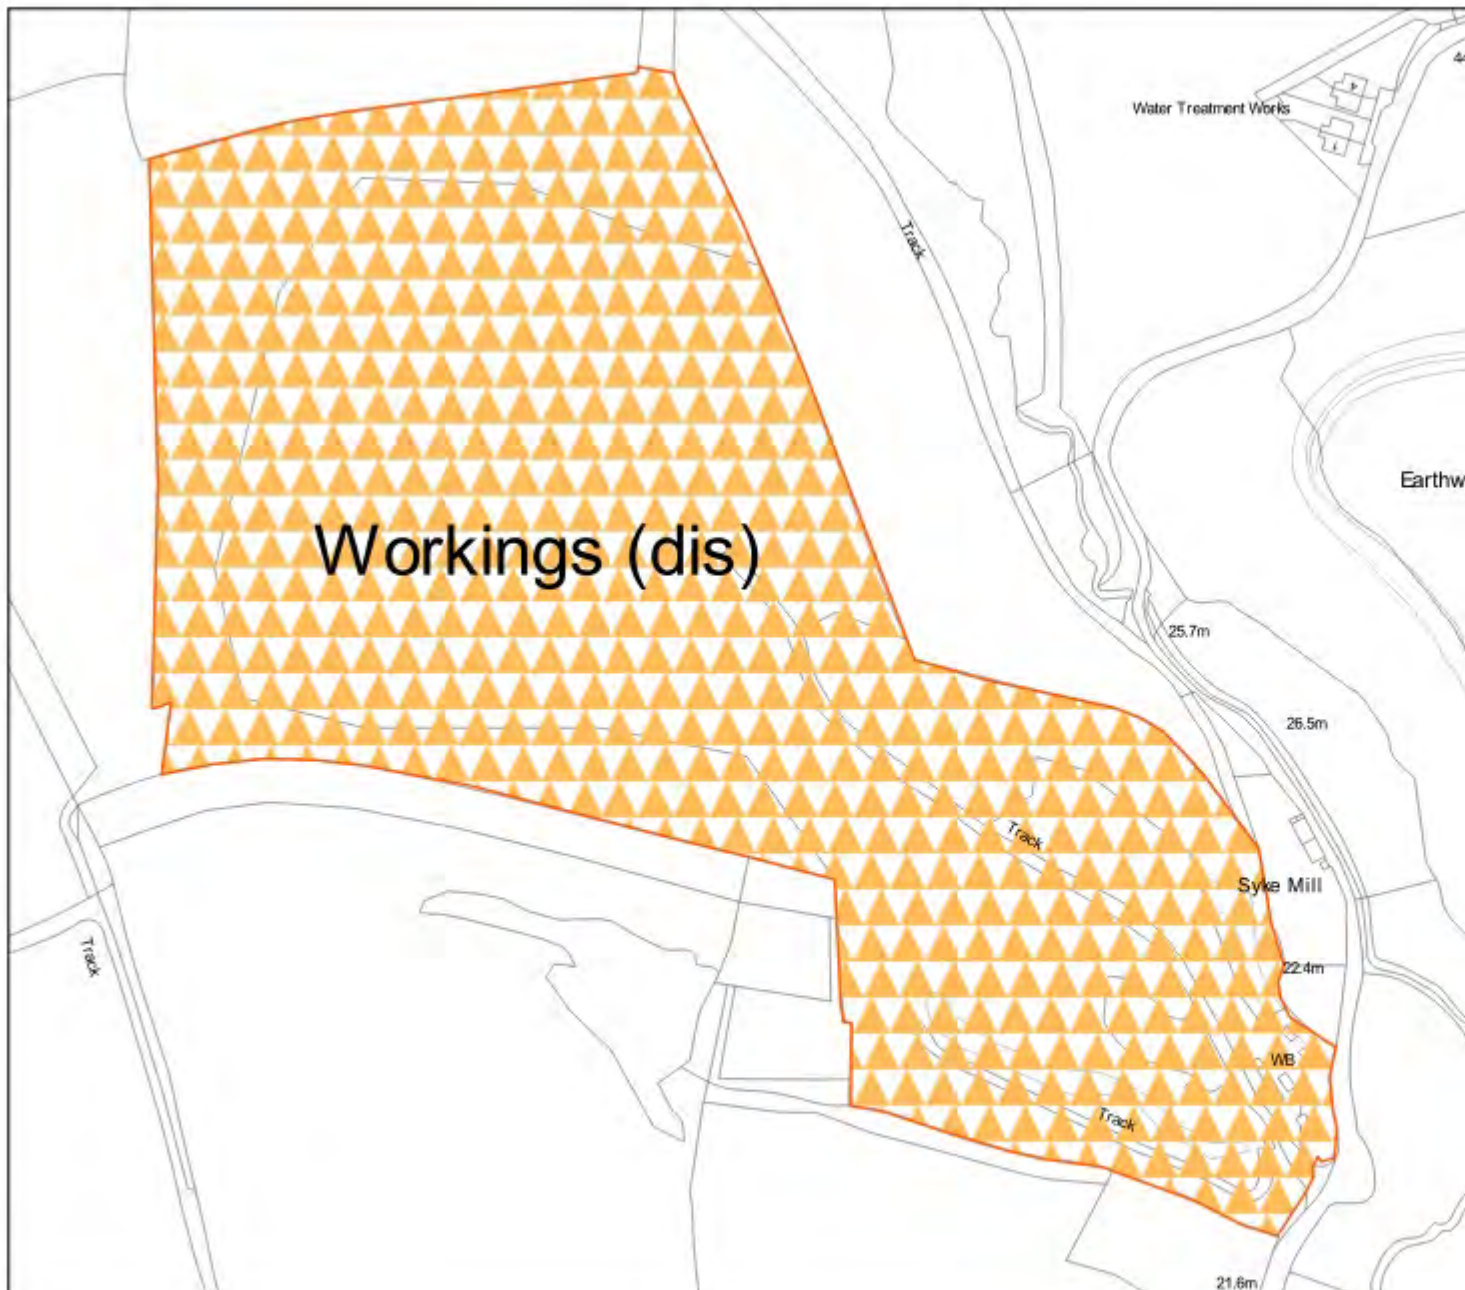 Water Treatment Works
Track
Earthw
Workings (dis)
25.7m
26.5m
Track
Syke Mill
Track
22.4m
WB
Track
21.6m